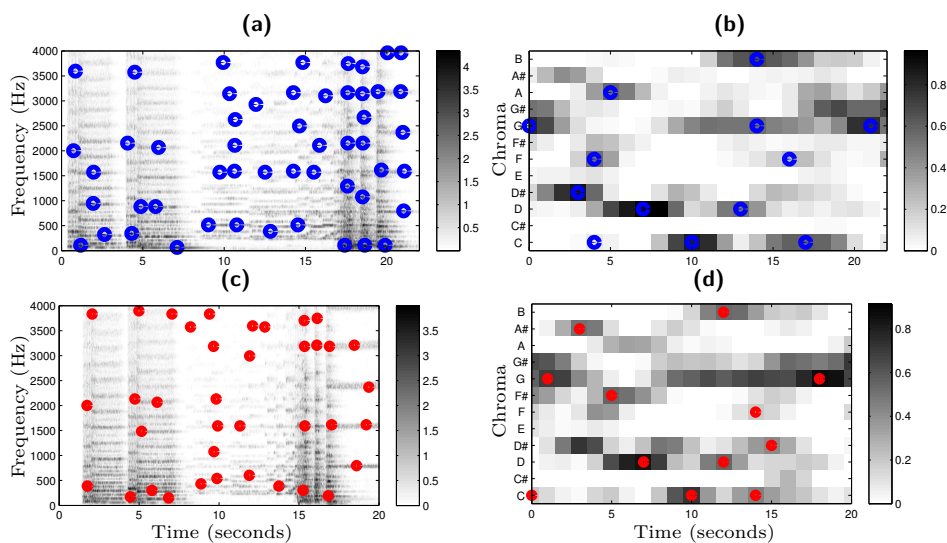 (a)
Frequency (Hz)
4000
3500
3000
2500
2000
1500
1000
500
0
0 5 10 15 20
4
3.5
3
2.5
2
1.5
1
0.5
(b)
Chroma
B
A#
A
G#
G
F#
F
E
D#
D
C#
C
0 5 10 15 20
0.8
0.6
0.4
0.2
0
(c)
Frequency (Hz)
4000
3500
3000
2500
2000
1500
1000
500
0
0 5 10 15 20
Time (seconds)
3.5
3
2.5
2
1.5
1
0.5
(d)
Chroma
B
A#
A
G#
G
F#
F
E
D#
D
C#
C
0 5 10 15 20
Time (seconds)
0.8
0.6
0.4
0.2
0